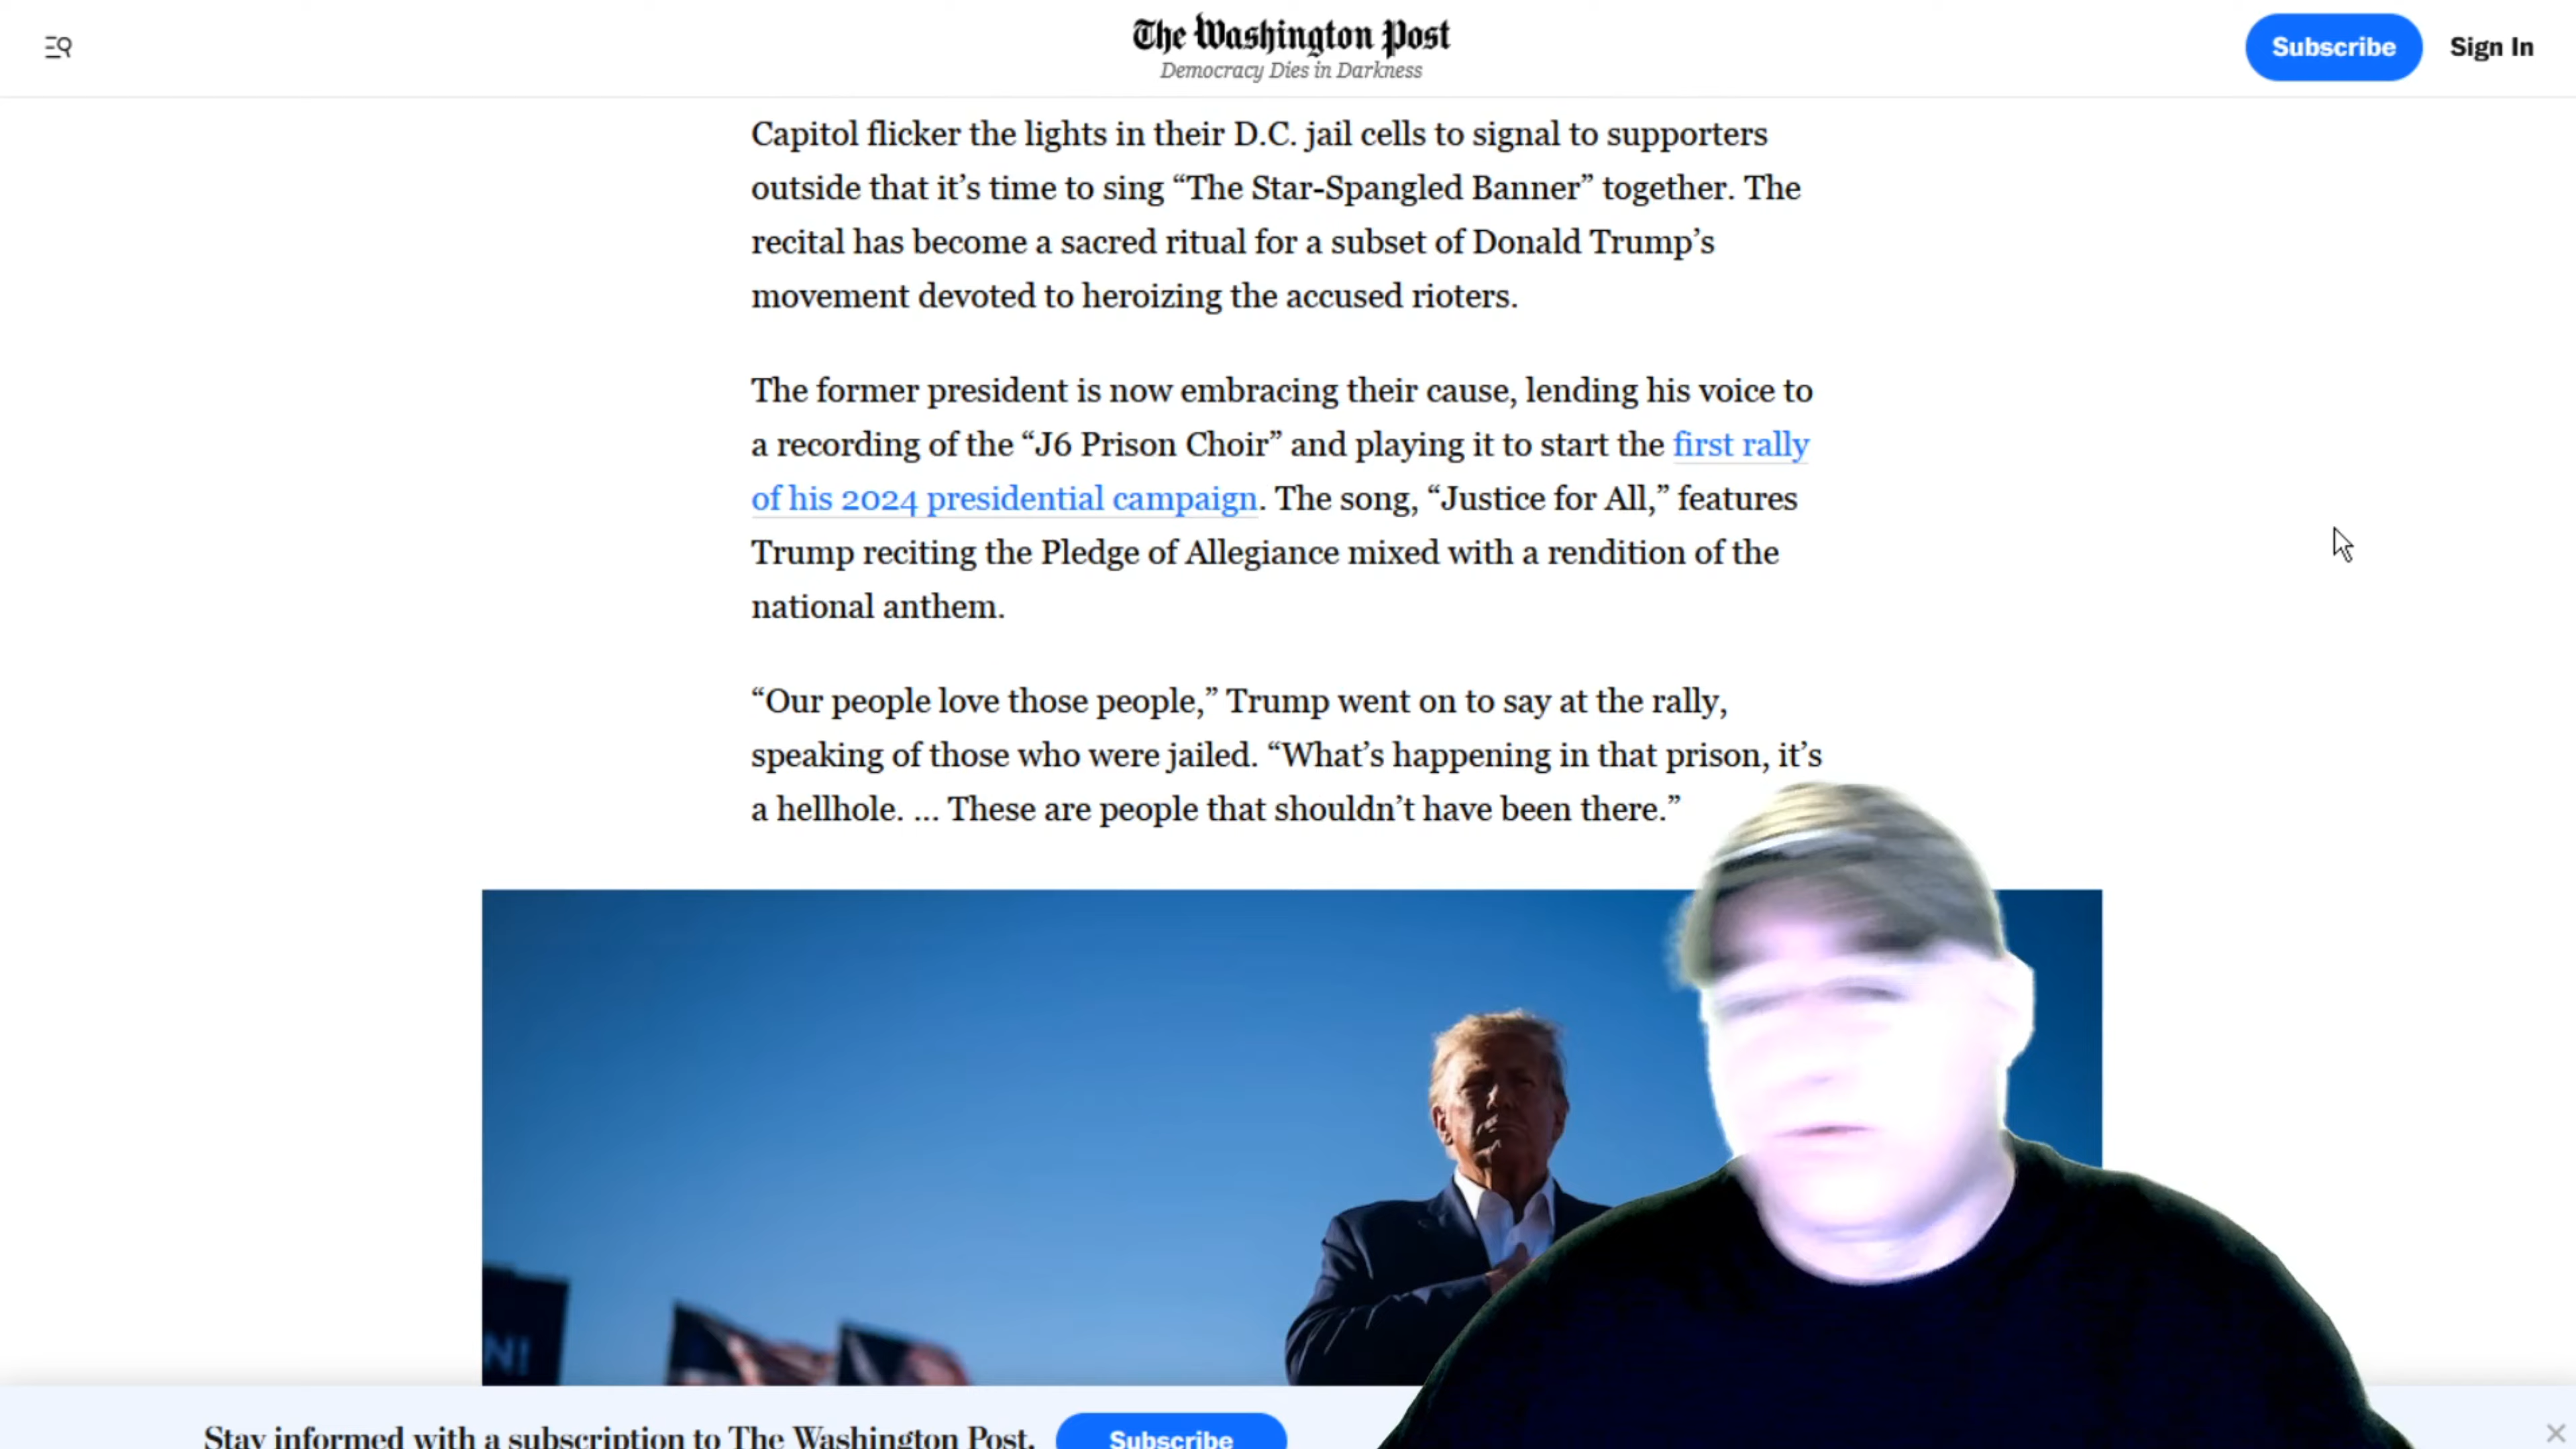 The Washington Post
Democracy Dies in Darkness
Subscribe
Sign In
Capitol flicker the lights in their D.C. jail cells to signal to supporters
outside that it’s time to sing “The Star-Spangled Banner” together. The
recital has become a sacred ritual for a subset of Donald Trump’s
movement devoted to heroizing the accused rioters.
The former president is now embracing their cause, lending his voice to
a recording of the “J6 Prison Choir” and playing it to start the first rally
of his 2024 presidential campaign. The song, “Justice for All,” features
Trump reciting the Pledge of Allegiance mixed with a rendition of the
national anthem.
“Our people love those people,” Trump went on to say at the rally,
speaking of those who were jailed. “What’s happening in that prison, it’s
a hellhole. ... These are people that shouldn’t have been there.”
N!
Stay informed with a subscription to The Washington Post.
Subscribe